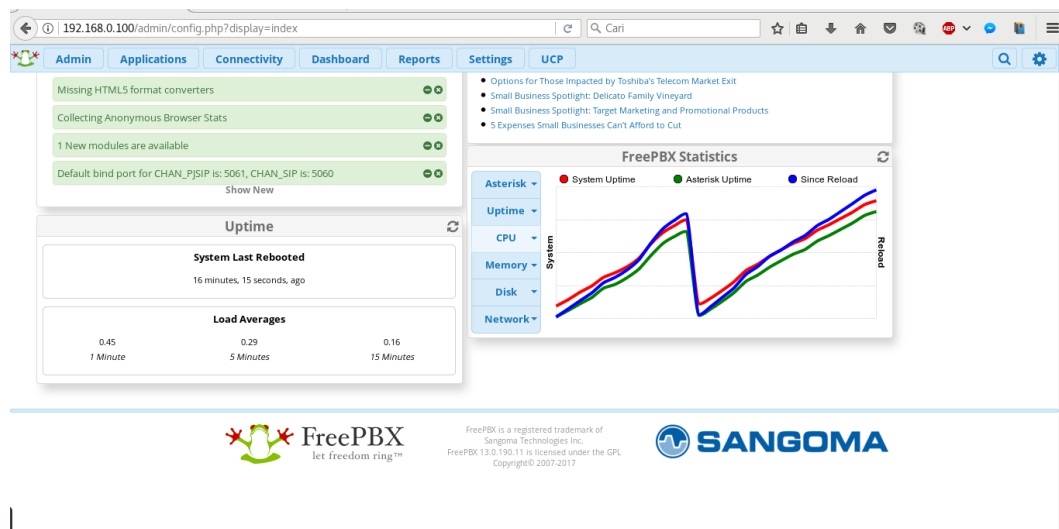 192.168.0.100/admin/config.php?display=index
Cari
ABP
Admin Applications Connectivity Dashboard Reports Settings UCP
Missing HTML5 format converters
Collecting Anonymous Browser Stats
1 New modules are available
Default bind port for CHAN_PJSIP is: 5061, CHAN_SIP is: 5060
Show New
Uptime
System Last Rebooted
16 minutes, 15 seconds, ago
Load Averages
0.45 0.29 0.16
1 Minute 5 Minutes 15 Minutes
Options for Those Impacted by Toshiba's Telecom Market Exit
Small Business Spotlight: Delicato Family Vineyard
Small Business Spotlight: Target Marketing and Promotional Products
5 Expenses Small Businesses Can't Afford to Cut
FreePBX Statistics
Asterisk
Uptime
CPU
Memory
Disk
Network
System Uptime Asterisk Uptime Since Reload
System
Reload
FreePBX
let freedom ring™
FreePBX is a registered trademark of
Sangoma Technologies Inc.
FreePBX 13.0.190.11 is licensed under the GPL
Copyright© 2007-2017
SANGOMA